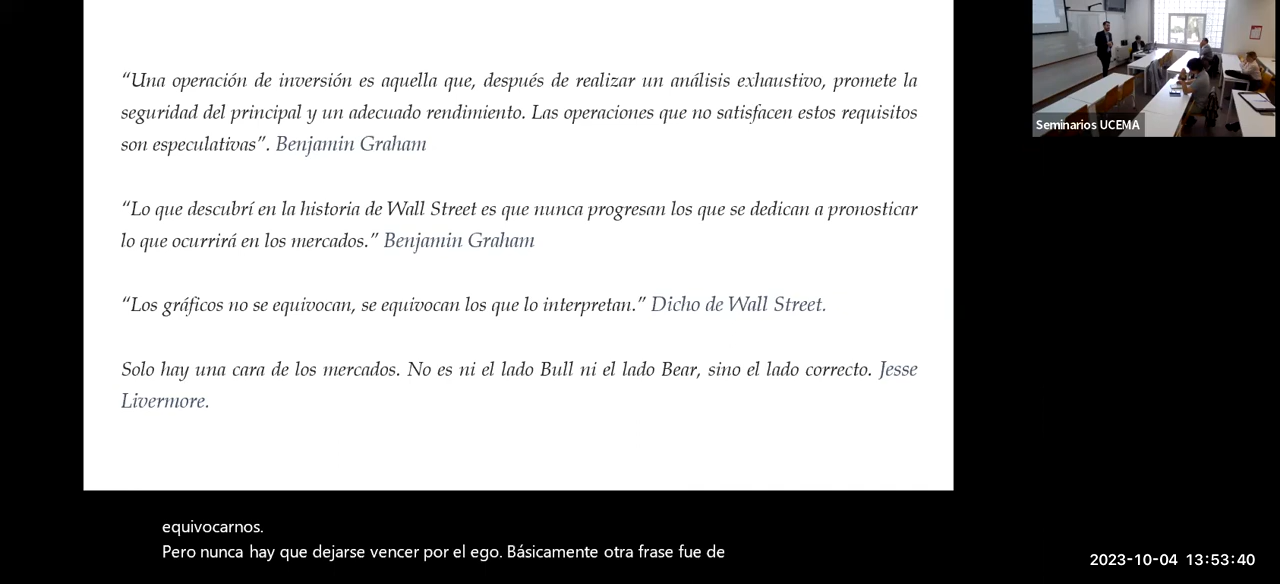 “Una operación de inversión es aquella que, después de realizar un análisis exhaustivo, promete la
seguridad del principal y un adecuado rendimiento. Las operaciones que no satisfacen estos requisitos
son especulativas”. Benjamin Graham
“Lo que descubrí en la historia de Wall Street es que nunca progresan los que se dedican a pronosticar
lo que ocurrirá en los mercados.” Benjamin Graham
“Los gráficos no se equivocan, se equivocan los que lo interpretan.” Dicho de Wall Street.
Solo hay una cara de los mercados. No es ni el lado Bull ni el lado Bear, sino el lado correcto. Jesse
Livermore.
Seminarios UCEMA
equivocarnos.
Pero nunca hay que dejarse vencer por el ego. Básicamente otra frase fue de
2023-10-04 13:53:40